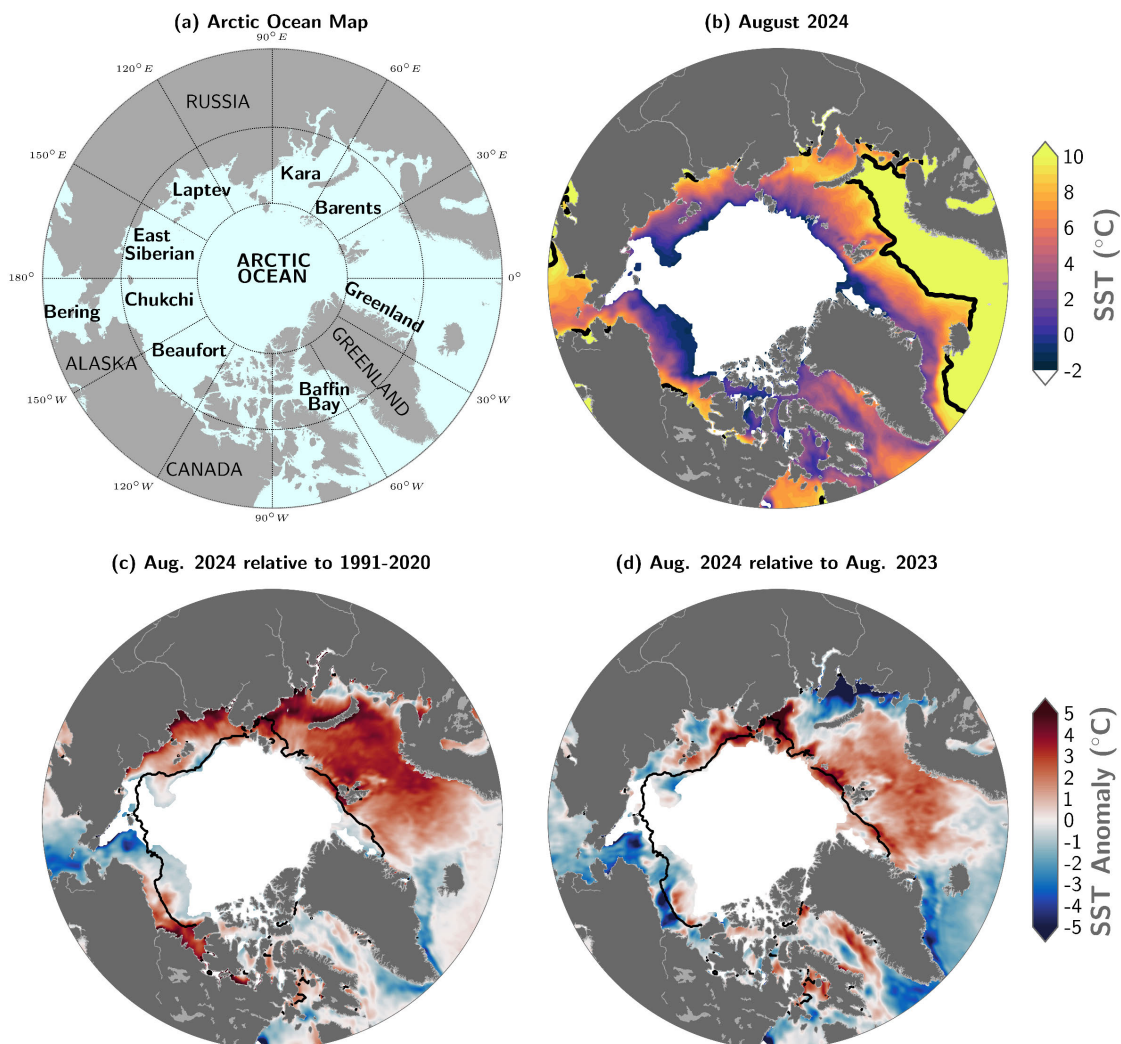 (a) Arctic Ocean Map
90°E
120°E
60°E
RUSSIA
150°E
30°E
Kara
Laptev
Barents
East
Siberian
ARCTIC
OCEAN
180°
0°
Bering
Chukchi
Greenland
Beaufort
ALASKA
GREENLAND
Baffin
Bay
150°W
30°W
CANADA
120°W
60°W
90°W
(b) August 2024
10
8
6
4
2
0
-2
SST (°C)
(c) Aug. 2024 relative to 1991-2020
(d) Aug. 2024 relative to Aug. 2023
5
4
3
2
1
0
-1
-2
-3
-4
-5
SST Anomaly (°C)